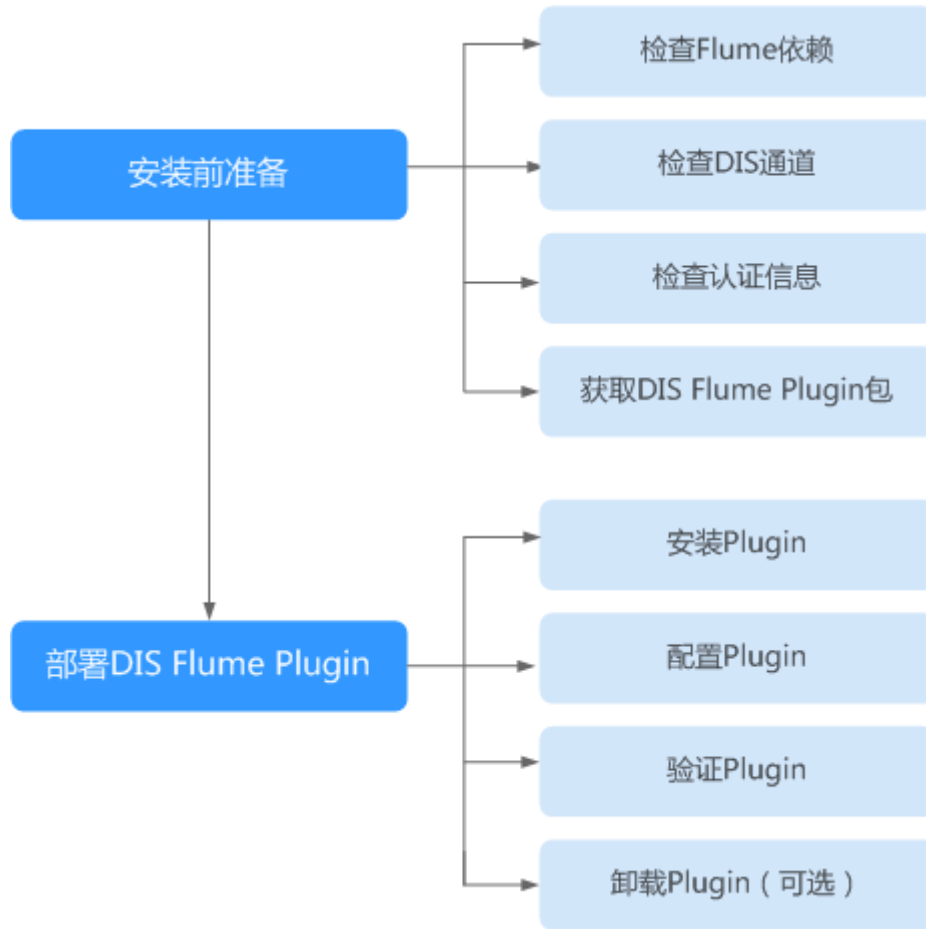 安装前准备
检查Flume依赖
检查DIS通道
检查认证信息
获取DIS Flume Plugin包
部署DIS Flume Plugin
安装Plugin
配置Plugin
验证Plugin
卸载Plugin（可选）